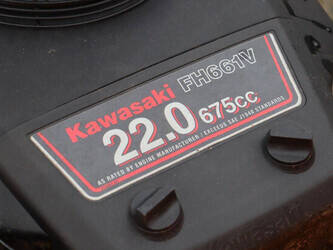 Kawasaki FH661V
22.0 675cc
AS RATED BY ENGINE MANUFACTURER / EXCEEDS SAE J1940 STANDARDS